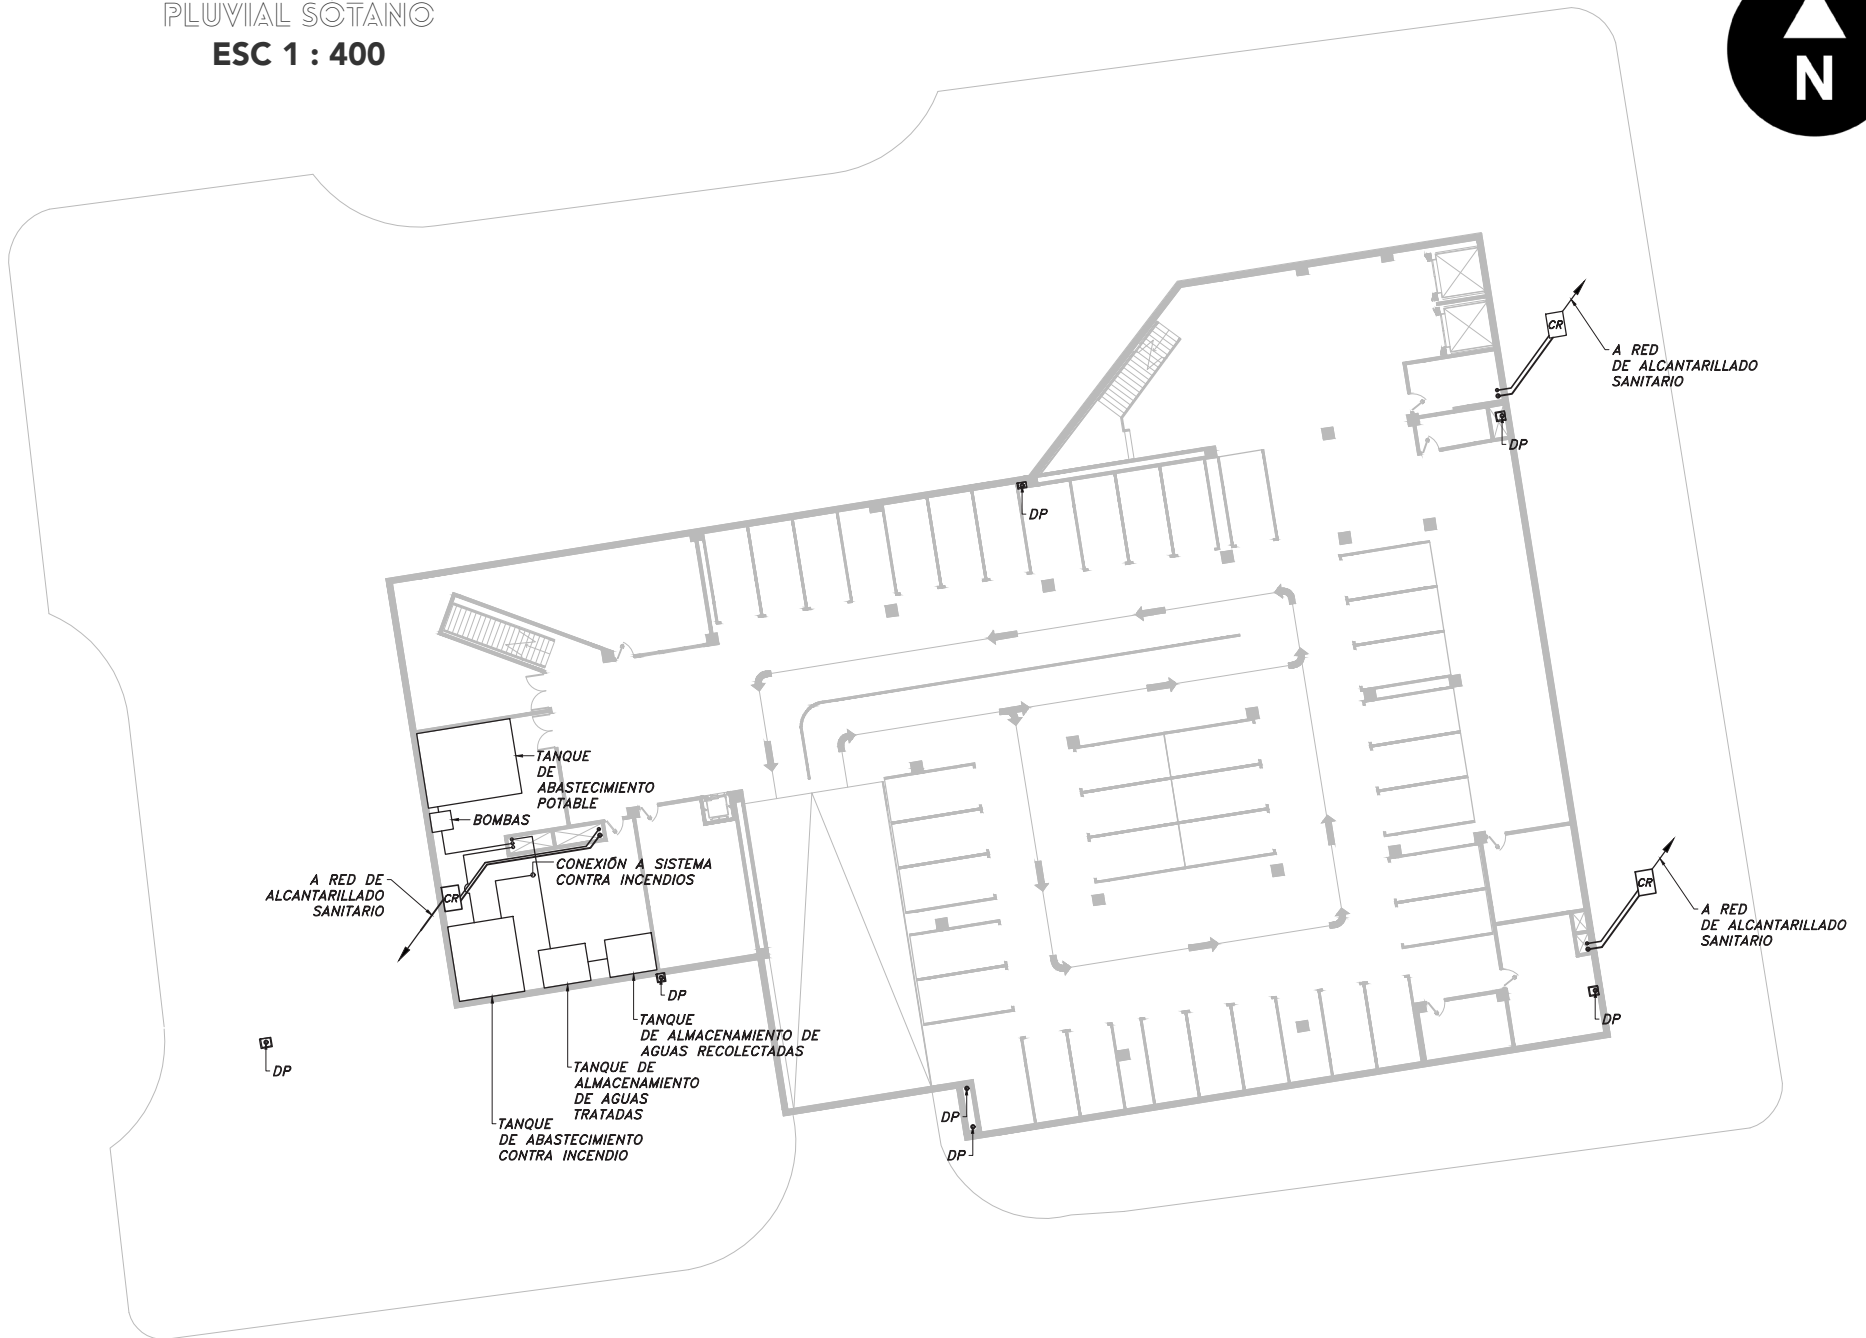 PLUVIAL SOTANO
ESC 1 : 400
N
CR
A RED
DE ALCANTARILLADO
SANITARIO
DP
DP
TANQUE
DE
ABASTECIMIENTO
POTABLE
BOMBAS
CONEXIÓN A SISTEMA
CONTRA INCENDIOS
A RED DE
ALCANTARILLADO
SANITARIO
CR
CR
A RED
DE ALCANTARILLADO
SANITARIO
DP
TANQUE
DE ALMACENAMIENTO DE
AGUAS RECOLECTADAS
DP
DP
TANQUE DE
ALMACENAMIENTO
DE AGUAS
TRATADAS
TANQUE
DE ABASTECIMIENTO
CONTRA INCENDIO
DP
DP